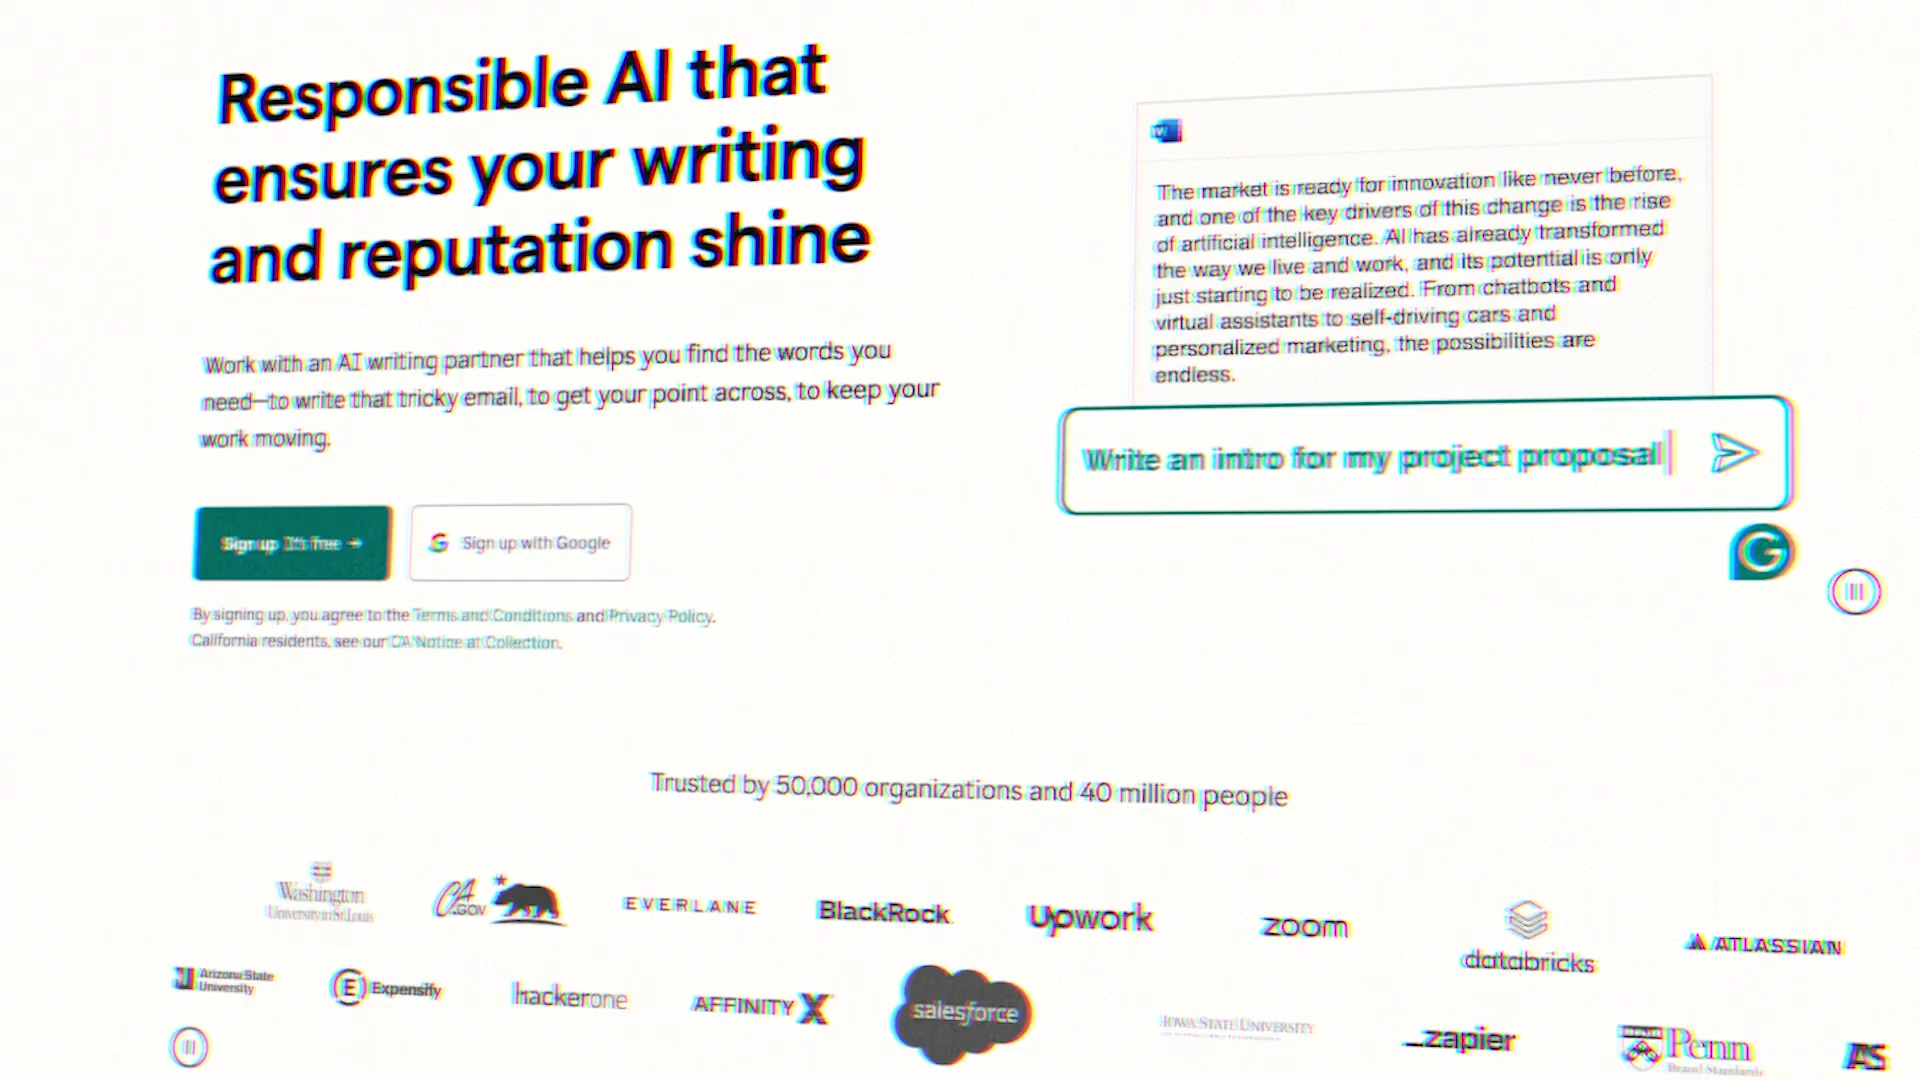 Responsible AI that
ensures your writing
and reputation shine
Work with an AI writing partner that helps you find the words you
need—to write that tricky email, to get your point across, to keep your
work moving.
Sign up It's free →
Sign up with Google
By signing up, you agree to the Terms and Conditions and Privacy Policy.
California residents, see our CA Notice at Collection.
W
The market is ready for innovation like never before,
and one of the key drivers of this change is the rise
of artificial intelligence. AI has already transformed
the way we live and work, and its potential is only
just starting to be realized. From chatbots and
virtual assistants to self-driving cars and
personalized marketing, the possibilities are
endless.
Write an intro for my project proposal
G
Trusted by 50,000 organizations and 40 million people
Washington
University in St. Louis
CA
.GOV
EVERLANE
BlackRock
Upwork
zoom
databricks
ATLASSIAN
Arizona State
University
E Expensify
hackerone
AFFINITY X
salesforce
IOWA STATE UNIVERSITY
_zapier
Penn
Brand Standards
AS